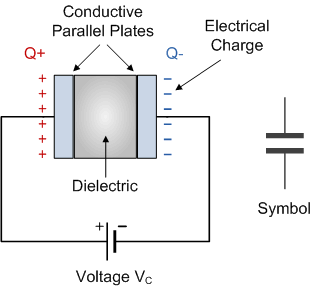 Conductive
Parallel Plates
Electrical
Charge
Q+
Q-
+
+
+
+
+
+
−
−
−
−
−
−
Dielectric
+ −
Voltage VC
Symbol